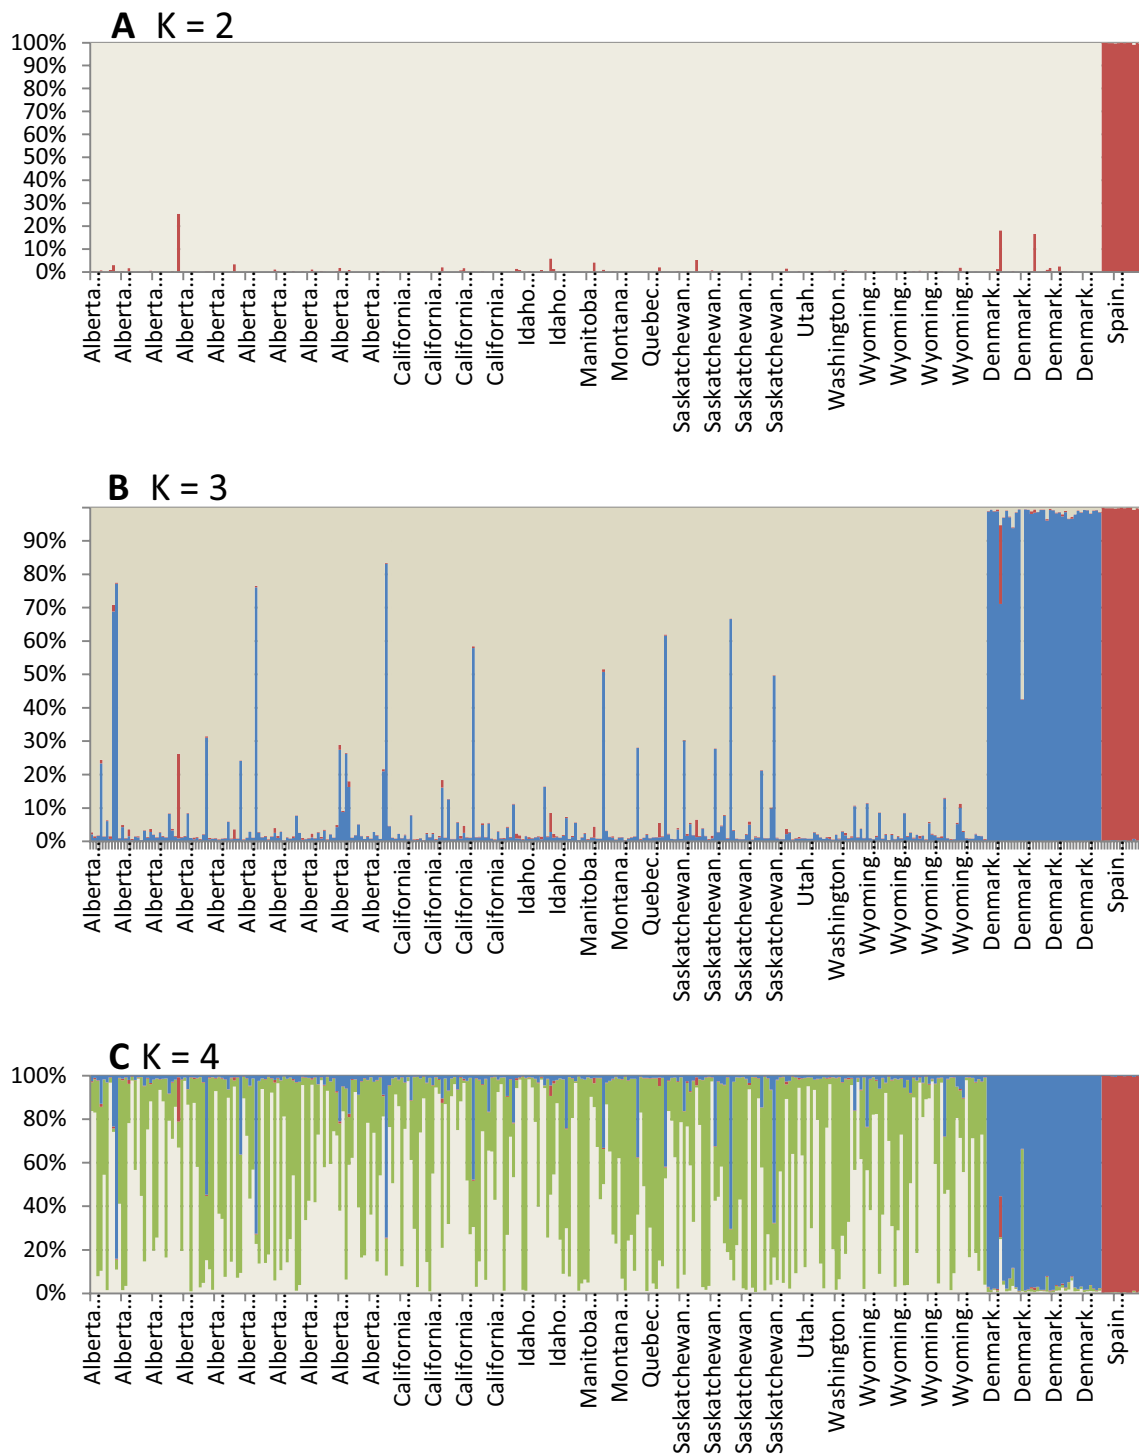 A K = 2
100%
90%
80%
70%
60%
50%
40%
30%
20%
10%
0%
Alberta...
Alberta...
Alberta...
Alberta...
Alberta...
Alberta...
Alberta...
Alberta...
Alberta...
Alberta...
California...
California...
California...
California...
Idaho...
Idaho...
Manitoba...
Montana...
Quebec...
Saskatchewan...
Saskatchewan...
Saskatchewan...
Saskatchewan...
Utah...
Washington...
Wyoming...
Wyoming...
Wyoming...
Wyoming...
Denmark...
Denmark...
Denmark...
Denmark...
Spain...
B K = 3
90%
80%
70%
60%
50%
40%
30%
20%
10%
0%
Alberta...
Alberta...
Alberta...
Alberta...
Alberta...
Alberta...
Alberta...
Alberta...
Alberta...
Alberta...
California...
California...
California...
California...
Idaho...
Idaho...
Manitoba...
Montana...
Quebec...
Saskatchewan...
Saskatchewan...
Saskatchewan...
Saskatchewan...
Utah...
Washington...
Wyoming...
Wyoming...
Wyoming...
Wyoming...
Denmark...
Denmark...
Denmark...
Denmark...
Spain...
C K = 4
100%
80%
60%
40%
20%
0%
Alberta...
Alberta...
Alberta...
Alberta...
Alberta...
Alberta...
Alberta...
Alberta...
Alberta...
Alberta...
California...
California...
California...
California...
Idaho...
Idaho...
Manitoba...
Montana...
Quebec...
Saskatchewan...
Saskatchewan...
Saskatchewan...
Saskatchewan...
Utah...
Washington...
Wyoming...
Wyoming...
Wyoming...
Wyoming...
Denmark...
Denmark...
Denmark...
Denmark...
Spain...